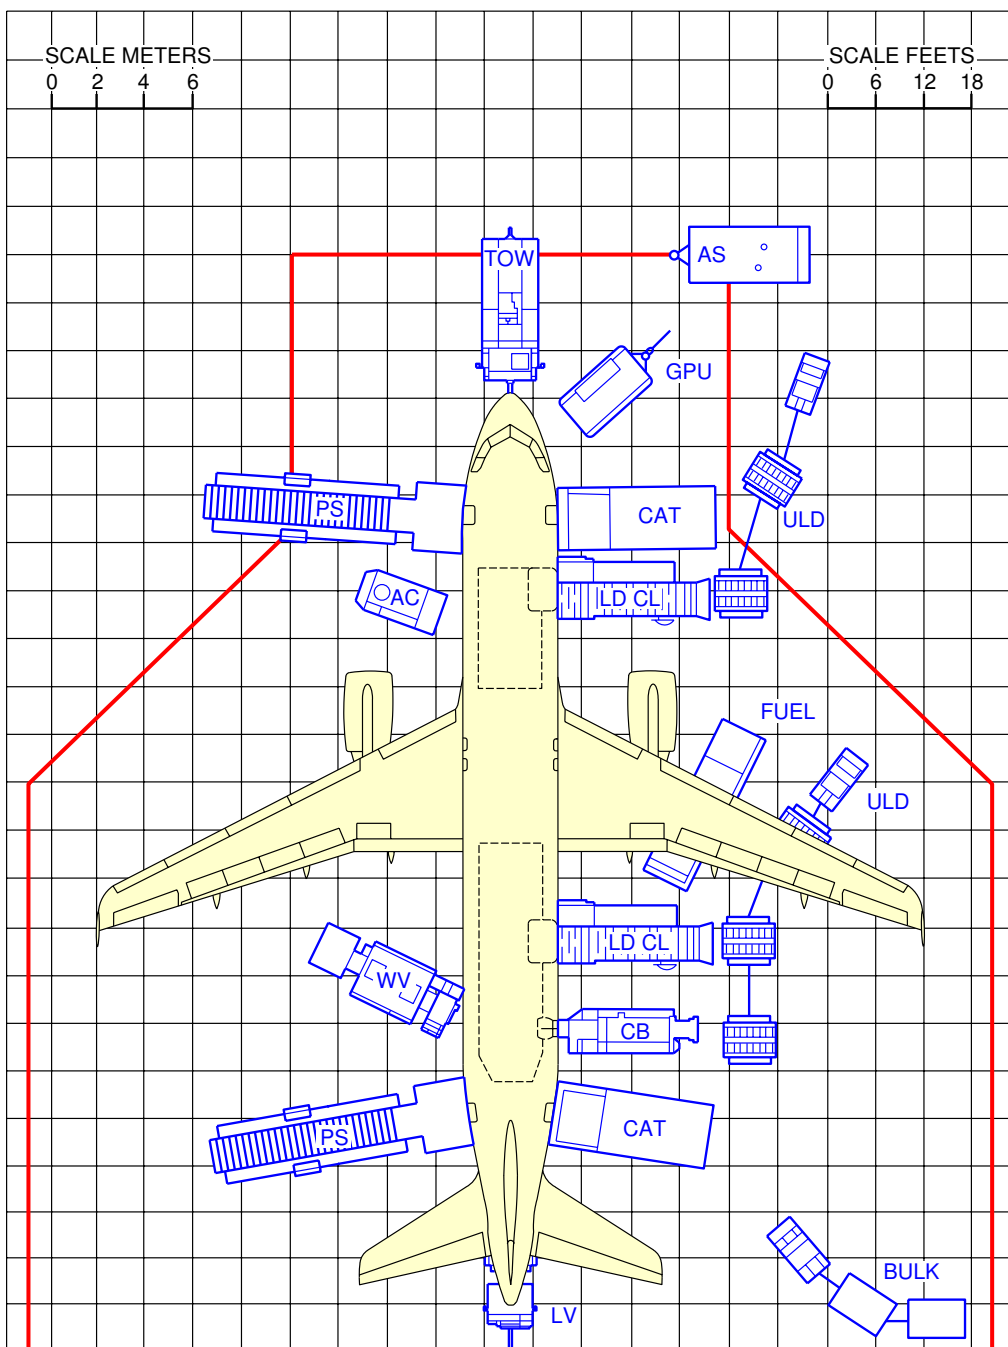 SCALE METERS
0 2 4 6
SCALE FEETS
0 6 12 18
TOW
AS
GPU
PS
CAT
ULD
AC
LD CL
FUEL
ULD
LD CL
WV
CB
PS
CAT
BULK
LV